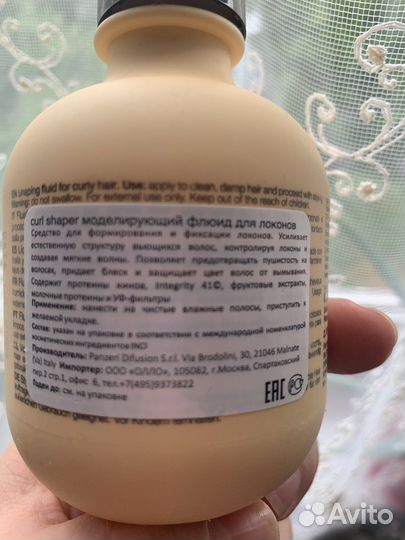 EN Shaping fluid for curly hair. Use: apply to clean, damp hair and proceed with
Warning: do not swallow. For external use only. Keep out of the reach of children.
curl shaper моделирующий флюид для локонов
Средство для формирования и фиксации локонов. Усиливает
естественную структуру вьющихся волос, контролируя локоны и
создавая мягкие волны. Позволяет предотвращать пушистость на
волосах, придает блеск и защищает цвет волос от вымывания.
Содержит протеины киноа, Integrity 41©, фруктовые экстракты,
молочные протеины и УФ-фильтры
Применение: нанести на чистые влажные волосы, приступить к
желаемой укладке.
Состав: указан на упаковке в соответствии с международной номенклатурой
косметических ингредиентов INCI
Производитель: Panzeri Difusion S.r.l. Via Brodolini, 30, 21046 Malnate
(Va) Italy Импортер: ООО «ОЛЛО», 105082, г.Москва, Спартаковский
пер.2 стр.1, офис 6, тел.+7(495)9373822
Годен до: см. на упаковке
EAC РСТ
Avito